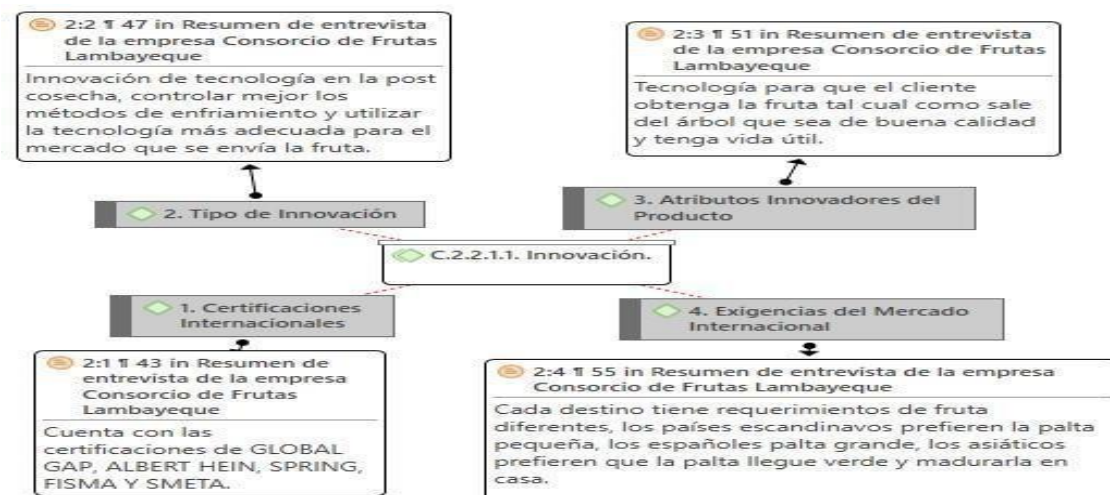 2:2 ¶ 47 in Resumen de entrevista
de la empresa Consorcio de Frutas
Lambayeque
Innovación de tecnología en la post
cosecha, controlar mejor los
métodos de enfriamiento y utilizar
la tecnología más adecuada para el
mercado que se envía la fruta.
2:3 ¶ 51 in Resumen de entrevista
de la empresa Consorcio de Frutas
Lambayeque
Tecnología para que el cliente
obtenga la fruta tal cual como sale
del árbol que sea de buena calidad
y tenga vida útil.
2. Tipo de Innovación
3. Atributos Innovadores del
Producto
C.2.2.1.1. Innovación.
1. Certificaciones
Internacionales
4. Exigencias del Mercado
Internacional
2:1 ¶ 43 in Resumen de
entrevista de la empresa
Consorcio de Frutas
Lambayeque
Cuenta con las
certificaciones de GLOBAL
GAP, ALBERT HEIN, SPRING,
FISMA Y SMETA.
2:4 ¶ 55 in Resumen de entrevista de la empresa
Consorcio de Frutas Lambayeque
Cada destino tiene requerimientos de fruta
diferentes, los países escandinavos prefieren la palta
pequeña, los españoles palta grande, los asiáticos
prefieren que la palta llegue verde y madurarla en
casa.